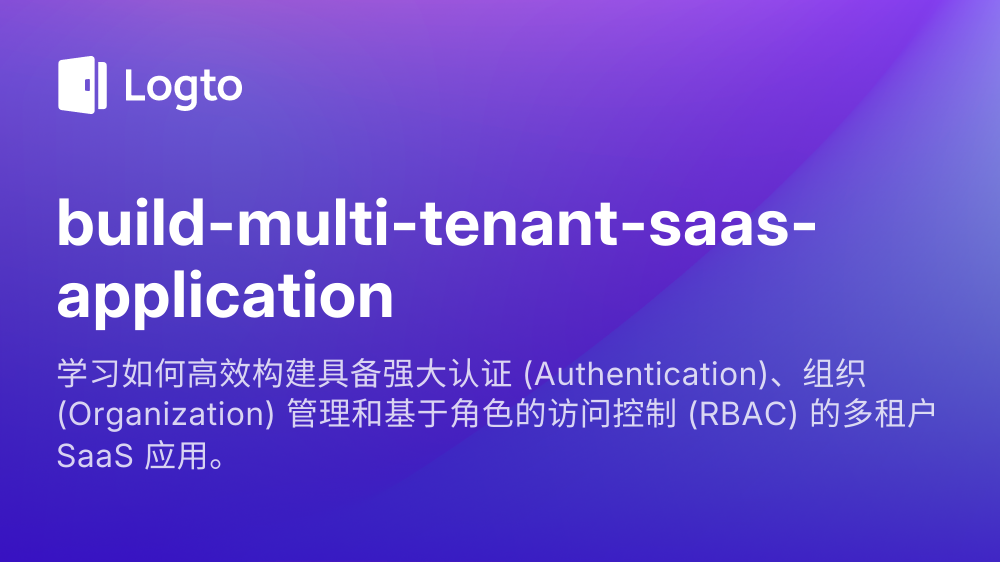 Logto
build-multi-tenant-saas-
application
学习如何高效构建具备强大认证 (Authentication)、组织
(Organization) 管理和基于角色的访问控制 (RBAC) 的多租户
SaaS 应用。